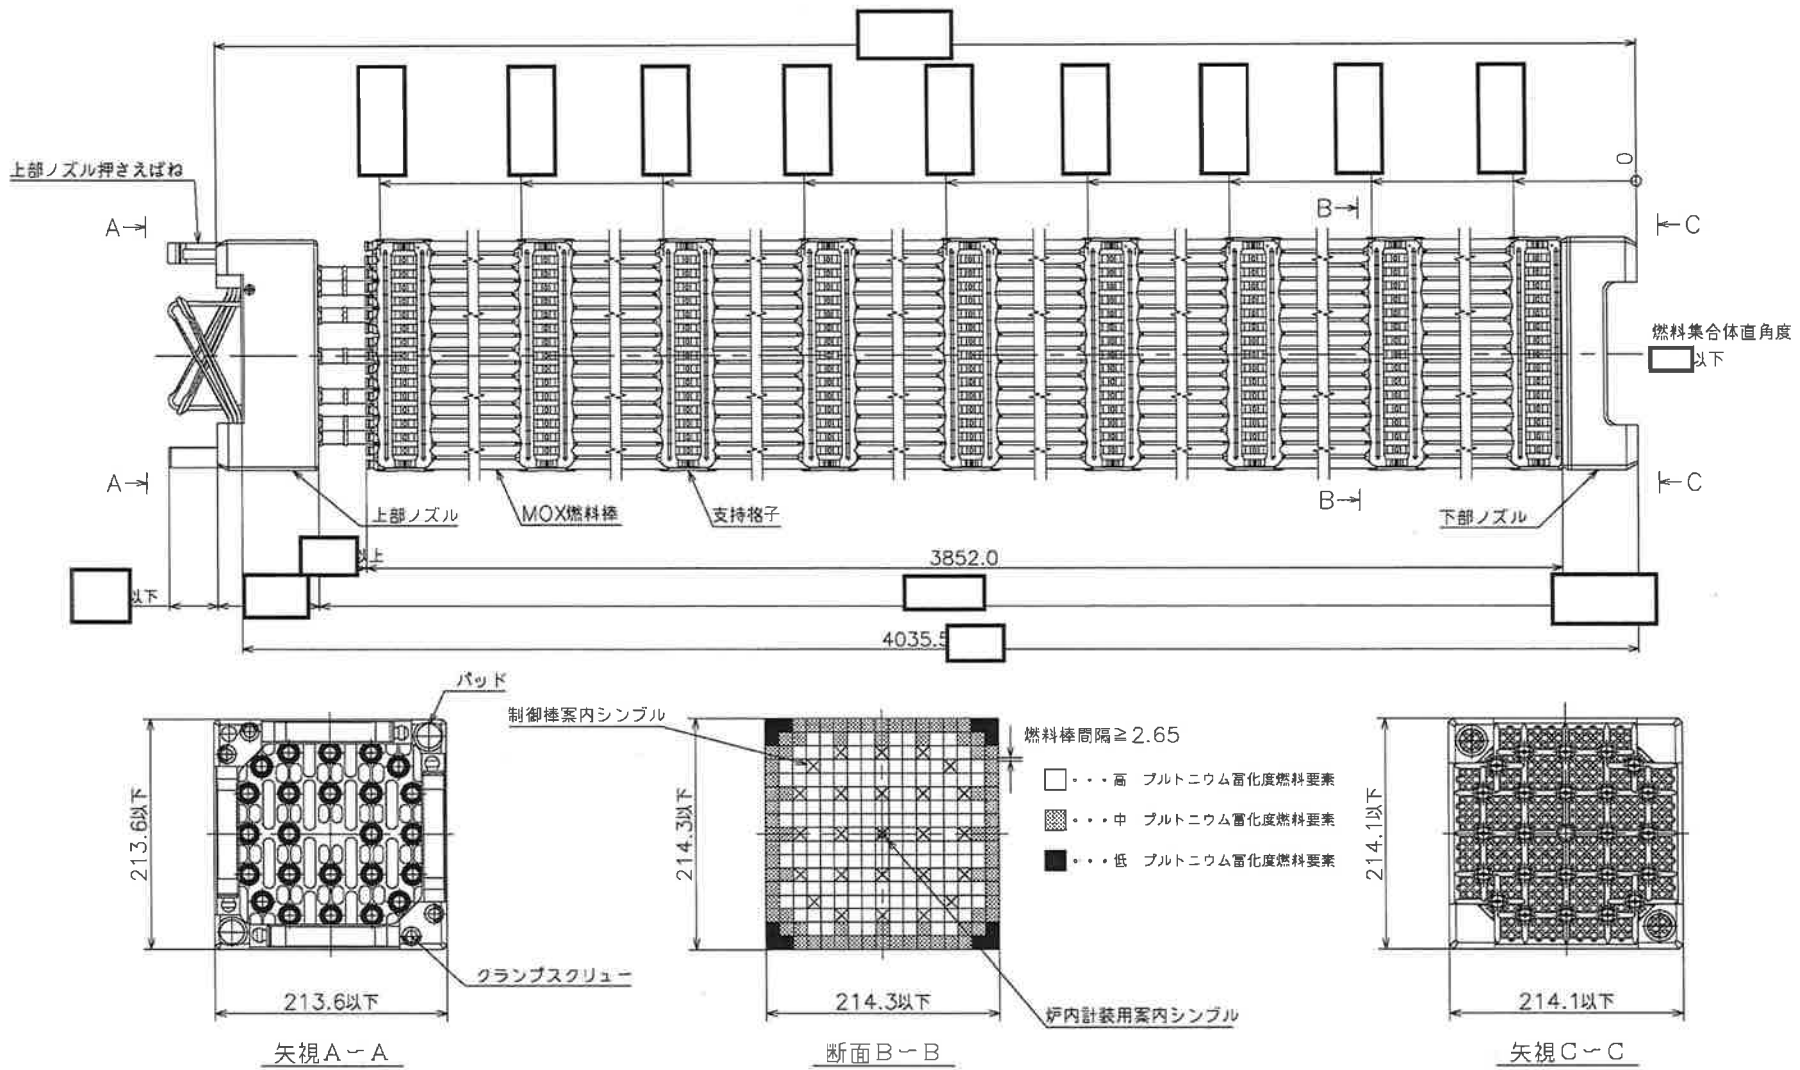 上部ノズル押さえばね
0
A
B
C
燃料集合体直角度
以下
A
B
C
上部ノズル
MOX燃料棒
支持格子
下部ノズル
以上
3852.0
以下
4035.5
パッド
制御棒案内シンブル
燃料棒間隔≧2.65
・・・高 プルトニウム富化度燃料要素
・・・中 プルトニウム富化度燃料要素
・・・低 プルトニウム富化度燃料要素
213.6以下
214.3以下
214.1以下
クランプスクリュー
213.6以下
214.3以下
炉内計装用案内シンブル
214.1以下
矢視A－A
断面B－B
矢視C－C